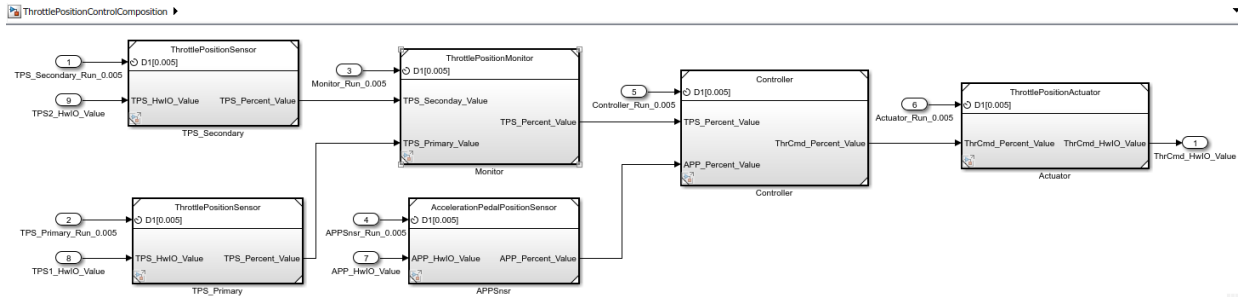 ThrottlePositionControlComposition
1
TPS_Secondary_Run_0.005
9
TPS2_HwIO_Value
ThrottlePositionSensor
D1[0.005]
TPS_HwIO_Value TPS_Percent_Value
TPS_Secondary
3
Monitor_Run_0.005
ThrottlePositionMonitor
D1[0.005]
TPS_Seconday_Value
TPS_Percent_Value
TPS_Primary_Value
Monitor
5
Controller_Run_0.005
Controller
D1[0.005]
TPS_Percent_Value
ThrCmd_Percent_Value
APP_Percent_Value
Controller
6
Actuator_Run_0.005
ThrottlePositionActuator
D1[0.005]
ThrCmd_Percent_Value ThrCmd_HwIO_Value
Actuator
1
ThrCmd_HwIO_Value
2
TPS_Primary_Run_0.005
8
TPS1_HwIO_Value
ThrottlePositionSensor
D1[0.005]
TPS_HwIO_Value TPS_Percent_Value
TPS_Primary
4
APPSnsr_Run_0.005
7
APP_HwIO_Value
AccelerationPedalPositionSensor
D1[0.005]
APP_HwIO_Value APP_Percent_Value
APPSnsr